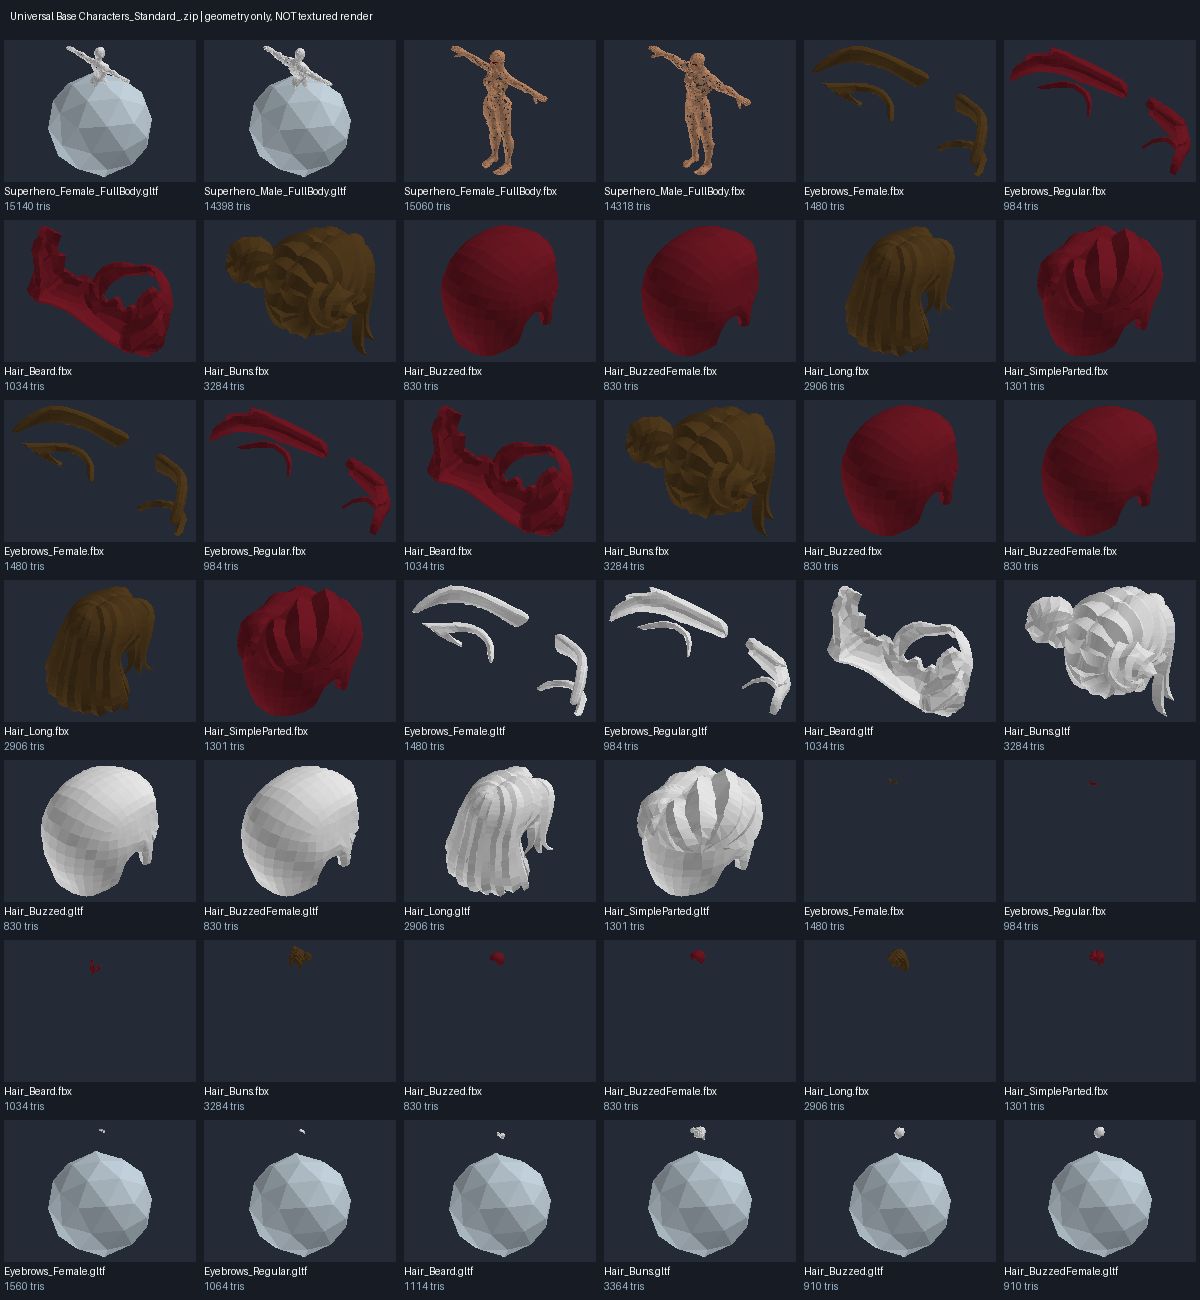 Universal Base Characters_Standard_.zip | geometry only, NOT textured render
Superhero_Female_FullBody.gltf
15140 tris
Superhero_Male_FullBody.gltf
14398 tris
Superhero_Female_FullBody.fbx
15060 tris
Superhero_Male_FullBody.fbx
14318 tris
Eyebrows_Female.fbx
1480 tris
Eyebrows_Regular.fbx
984 tris
Hair_Beard.fbx
1034 tris
Hair_Buns.fbx
3284 tris
Hair_Buzzed.fbx
830 tris
Hair_BuzzedFemale.fbx
830 tris
Hair_Long.fbx
2906 tris
Hair_SimpleParted.fbx
1301 tris
Eyebrows_Female.fbx
1480 tris
Eyebrows_Regular.fbx
984 tris
Hair_Beard.fbx
1034 tris
Hair_Buns.fbx
3284 tris
Hair_Buzzed.fbx
830 tris
Hair_BuzzedFemale.fbx
830 tris
Hair_Long.fbx
2906 tris
Hair_SimpleParted.fbx
1301 tris
Eyebrows_Female.gltf
1480 tris
Eyebrows_Regular.gltf
984 tris
Hair_Beard.gltf
1034 tris
Hair_Buns.gltf
3284 tris
Hair_Buzzed.gltf
830 tris
Hair_BuzzedFemale.gltf
830 tris
Hair_Long.gltf
2906 tris
Hair_SimpleParted.gltf
1301 tris
Eyebrows_Female.fbx
1480 tris
Eyebrows_Regular.fbx
984 tris
Hair_Beard.fbx
1034 tris
Hair_Buns.fbx
3284 tris
Hair_Buzzed.fbx
830 tris
Hair_BuzzedFemale.fbx
830 tris
Hair_Long.fbx
2906 tris
Hair_SimpleParted.fbx
1301 tris
Eyebrows_Female.gltf
1560 tris
Eyebrows_Regular.gltf
1064 tris
Hair_Beard.gltf
1114 tris
Hair_Buns.gltf
3364 tris
Hair_Buzzed.gltf
910 tris
Hair_BuzzedFemale.gltf
910 tris